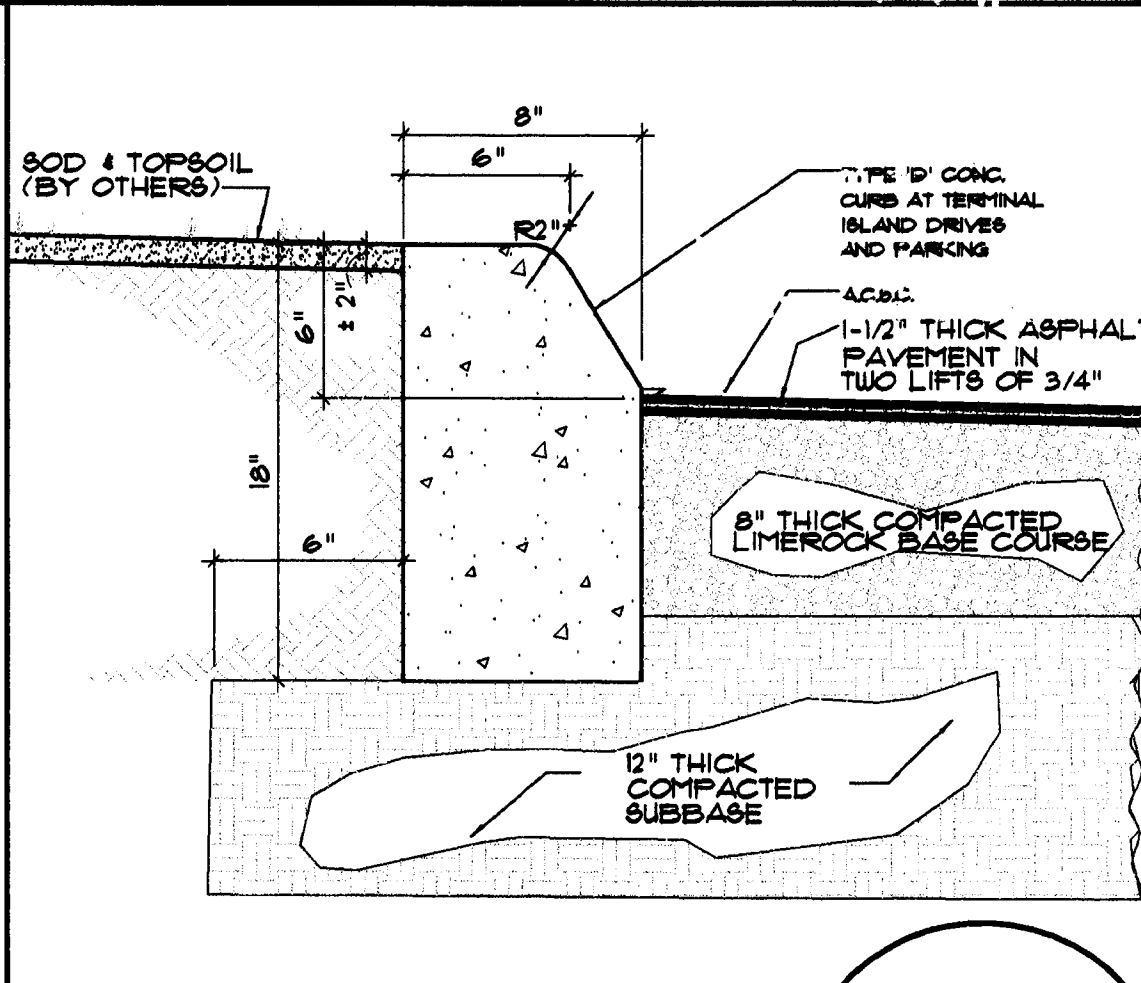 8"
6"
SOD & TOPSOIL
(BY OTHERS)
R2"
TYPE 'D' CONC.
CURB AT TERMINAL
ISLAND DRIVES
AND PARKING
6"
± 2"
1-1/2" THICK ASPHALT
PAVEMENT IN
TWO LIFTS OF 3/4"
18"
6"
8" THICK COMPACTED
LIMEROCK BASE COURSE
12" THICK
COMPACTED
SUBBASE